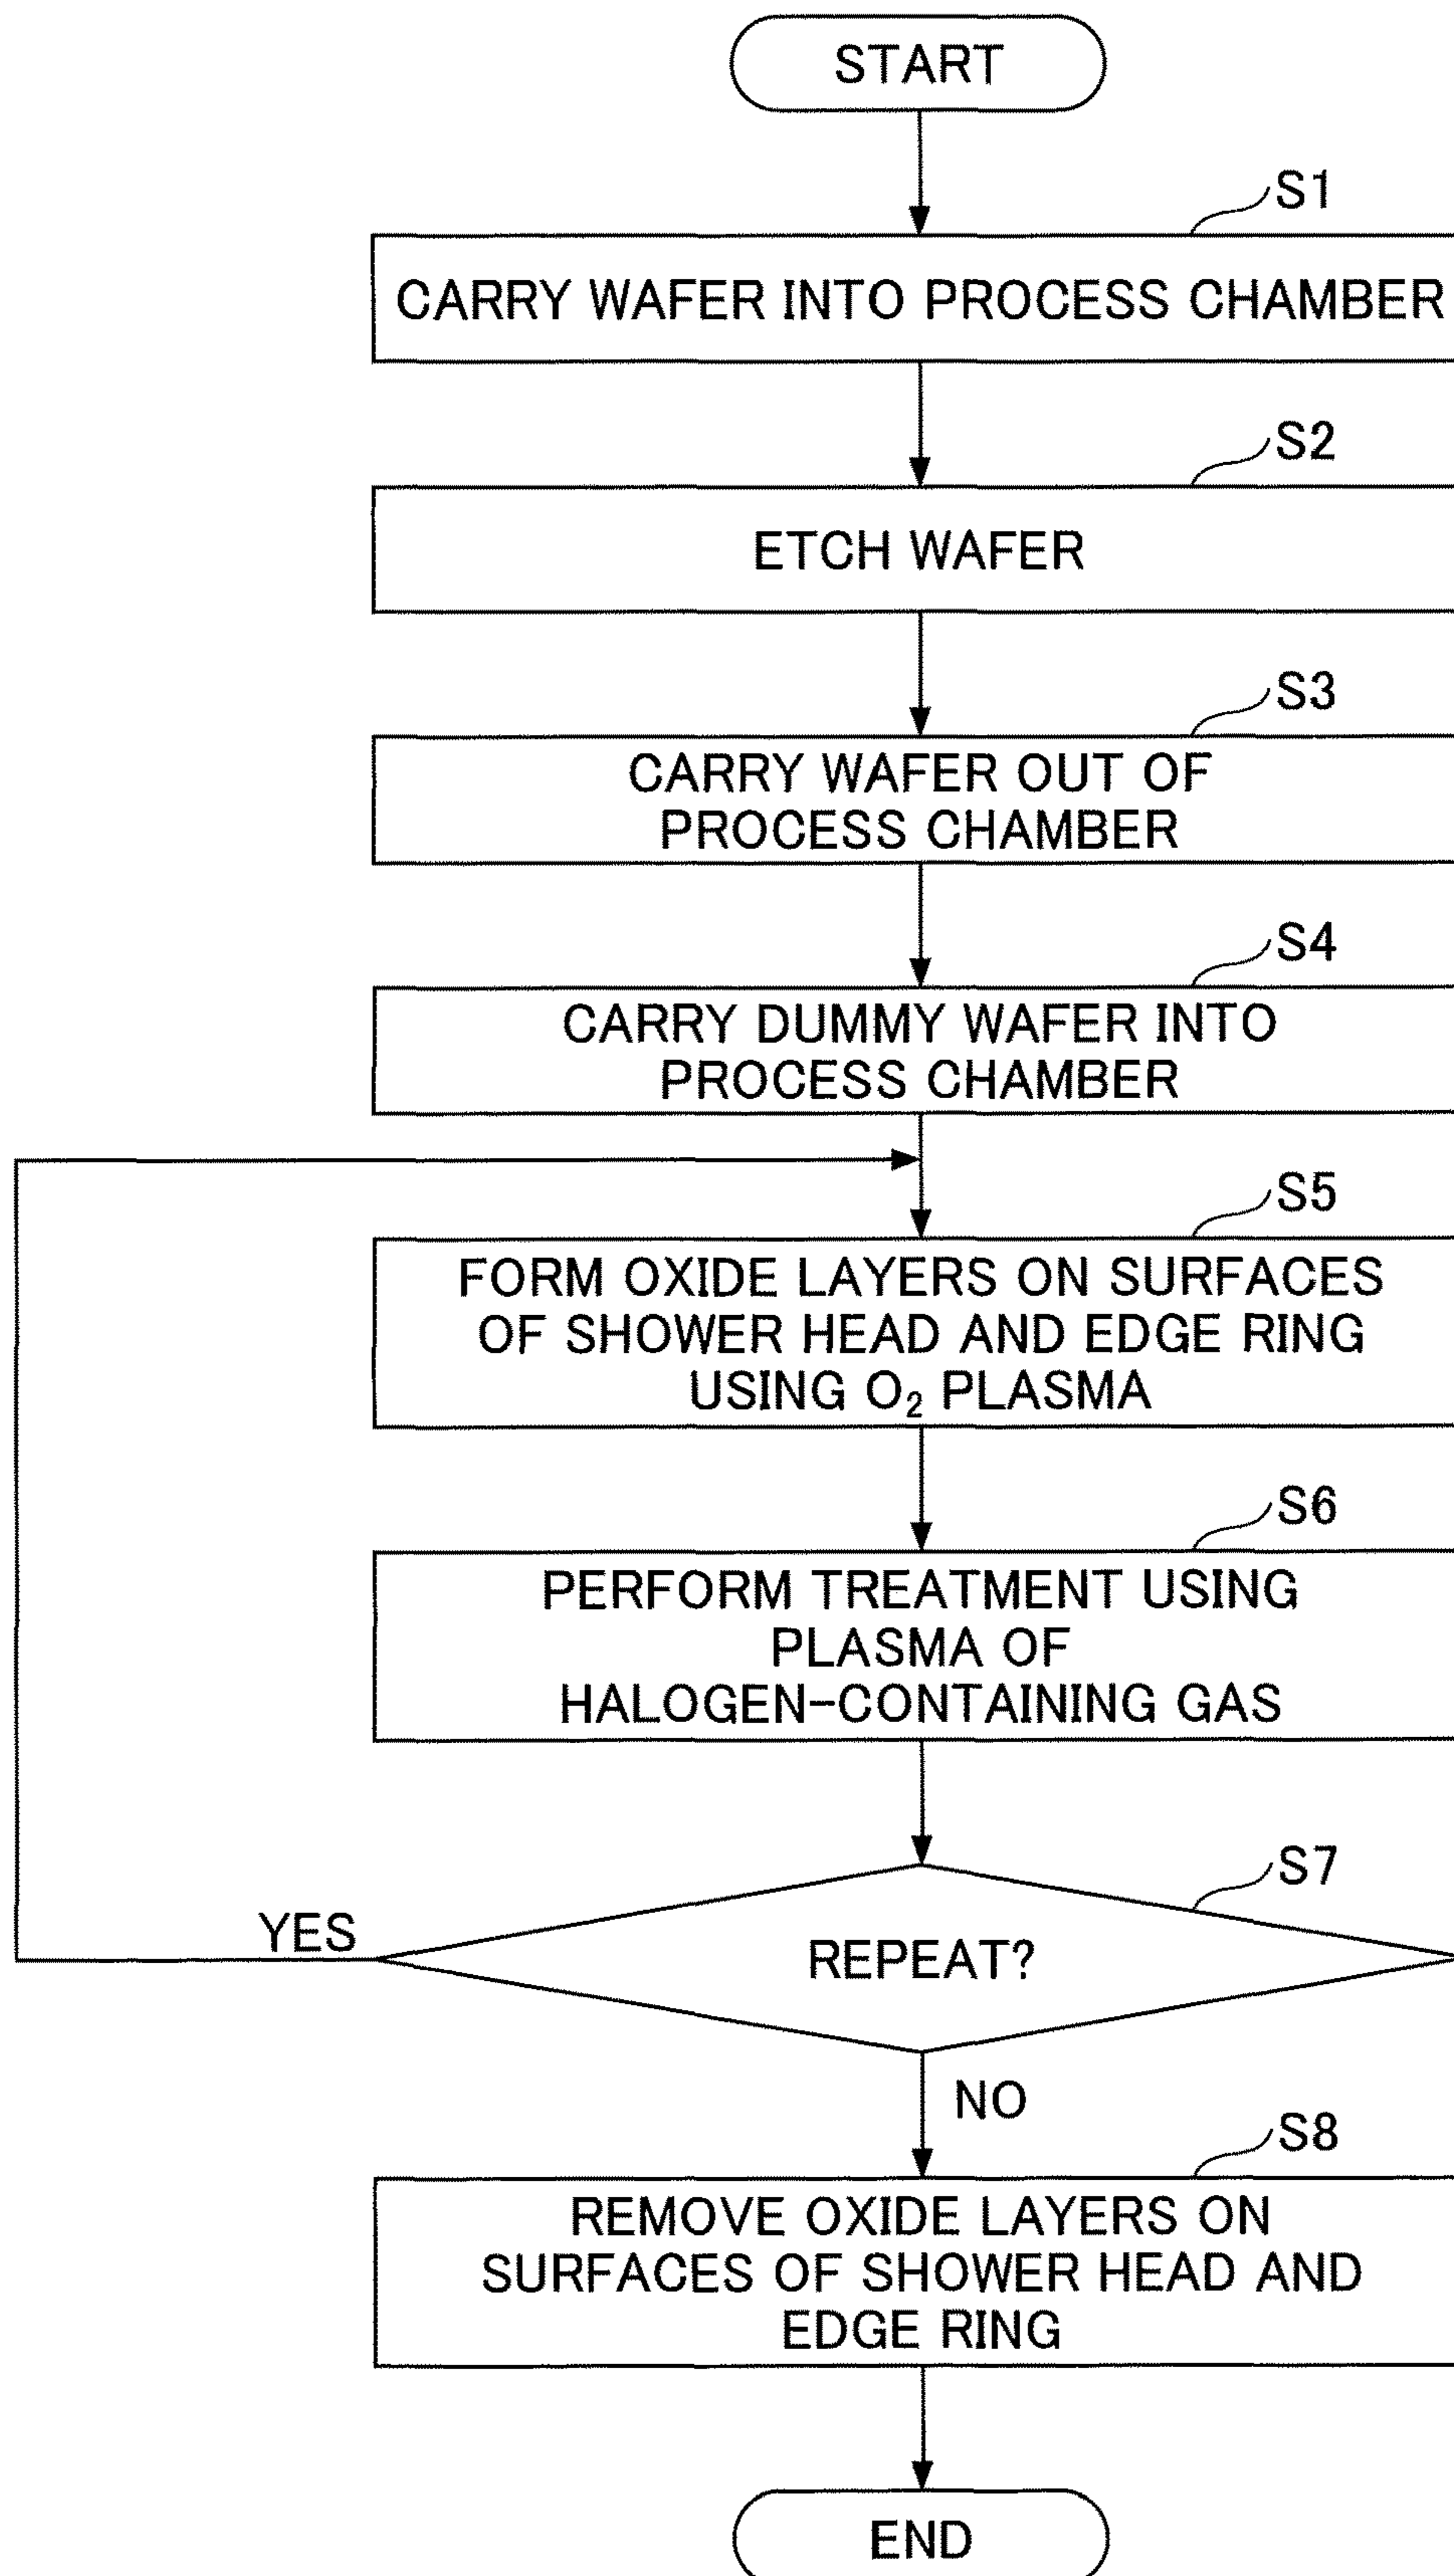 START
S1
CARRY WAFER INTO PROCESS CHAMBER
S2
ETCH WAFER
S3
CARRY WAFER OUT OF
PROCESS CHAMBER
S4
CARRY DUMMY WAFER INTO
PROCESS CHAMBER
S5
FORM OXIDE LAYERS ON SURFACES
OF SHOWER HEAD AND EDGE RING
USING O₂ PLASMA
S6
PERFORM TREATMENT USING
PLASMA OF
HALOGEN-CONTAINING GAS
S7
YES
REPEAT?
NO
S8
REMOVE OXIDE LAYERS ON
SURFACES OF SHOWER HEAD AND
EDGE RING
END